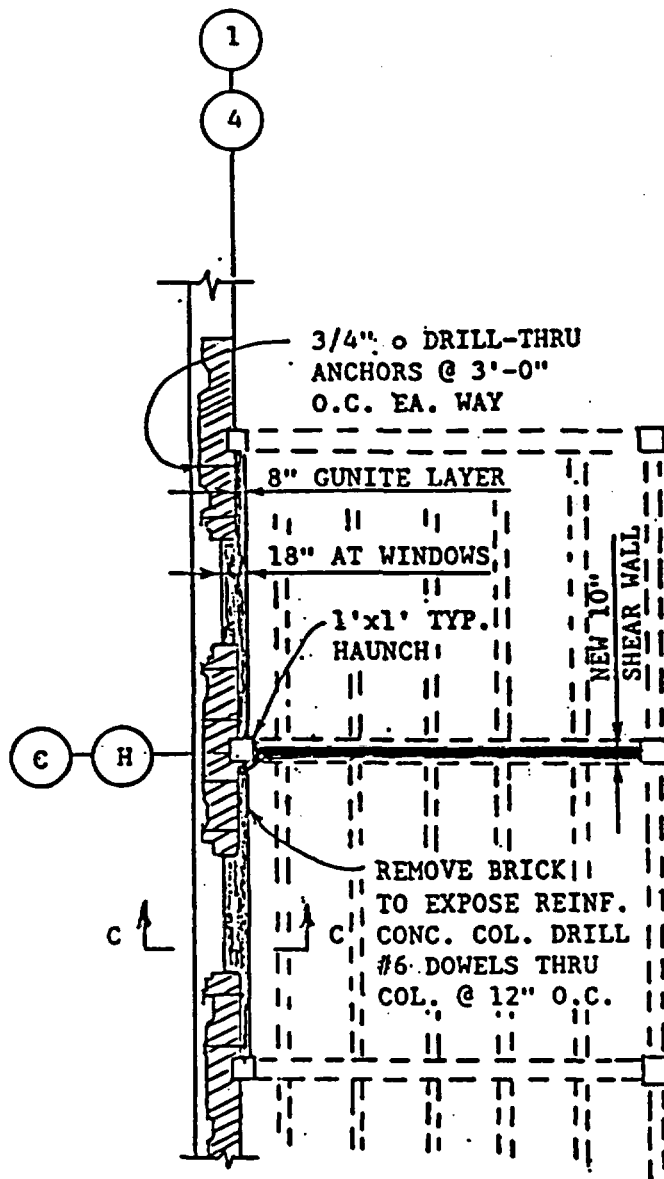 1
4
3/4" ø DRILL-THRU
ANCHORS @ 3'-0"
O.C. EA. WAY
8" GUNITE LAYER
18" AT WINDOWS
1'x1' TYP.
HAUNCH
NEW 10"
SHEAR WALL
C
H
REMOVE BRICK
TO EXPOSE REINF.
CONC. COL. DRILL
#6 DOWELS THRU
COL. @ 12" O.C.
C
C